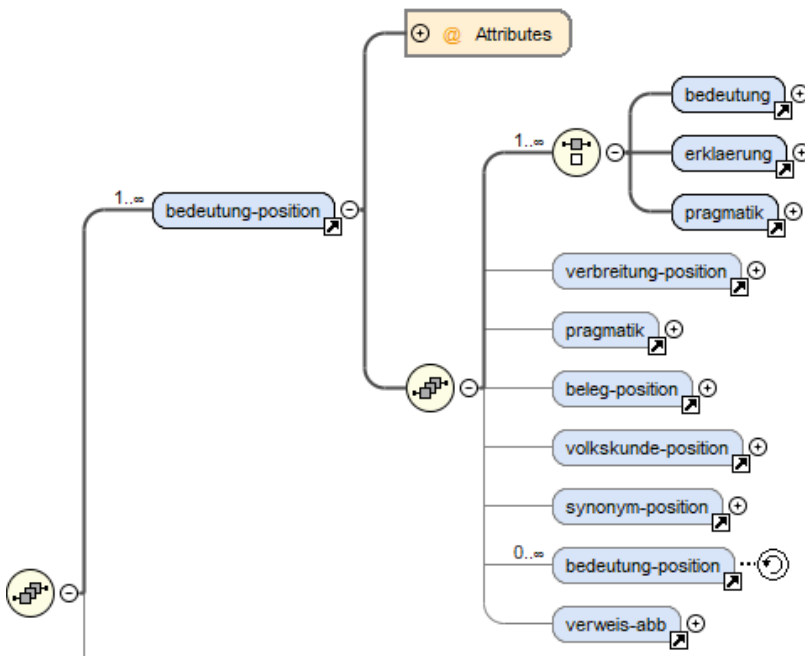 @ Attributes
bedeutung
1..∞
erklaerung
1..∞
bedeutung-position
pragmatik
verbreitung-position
pragmatik
beleg-position
volkskunde-position
synonym-position
0..∞
bedeutung-position
verweis-abb